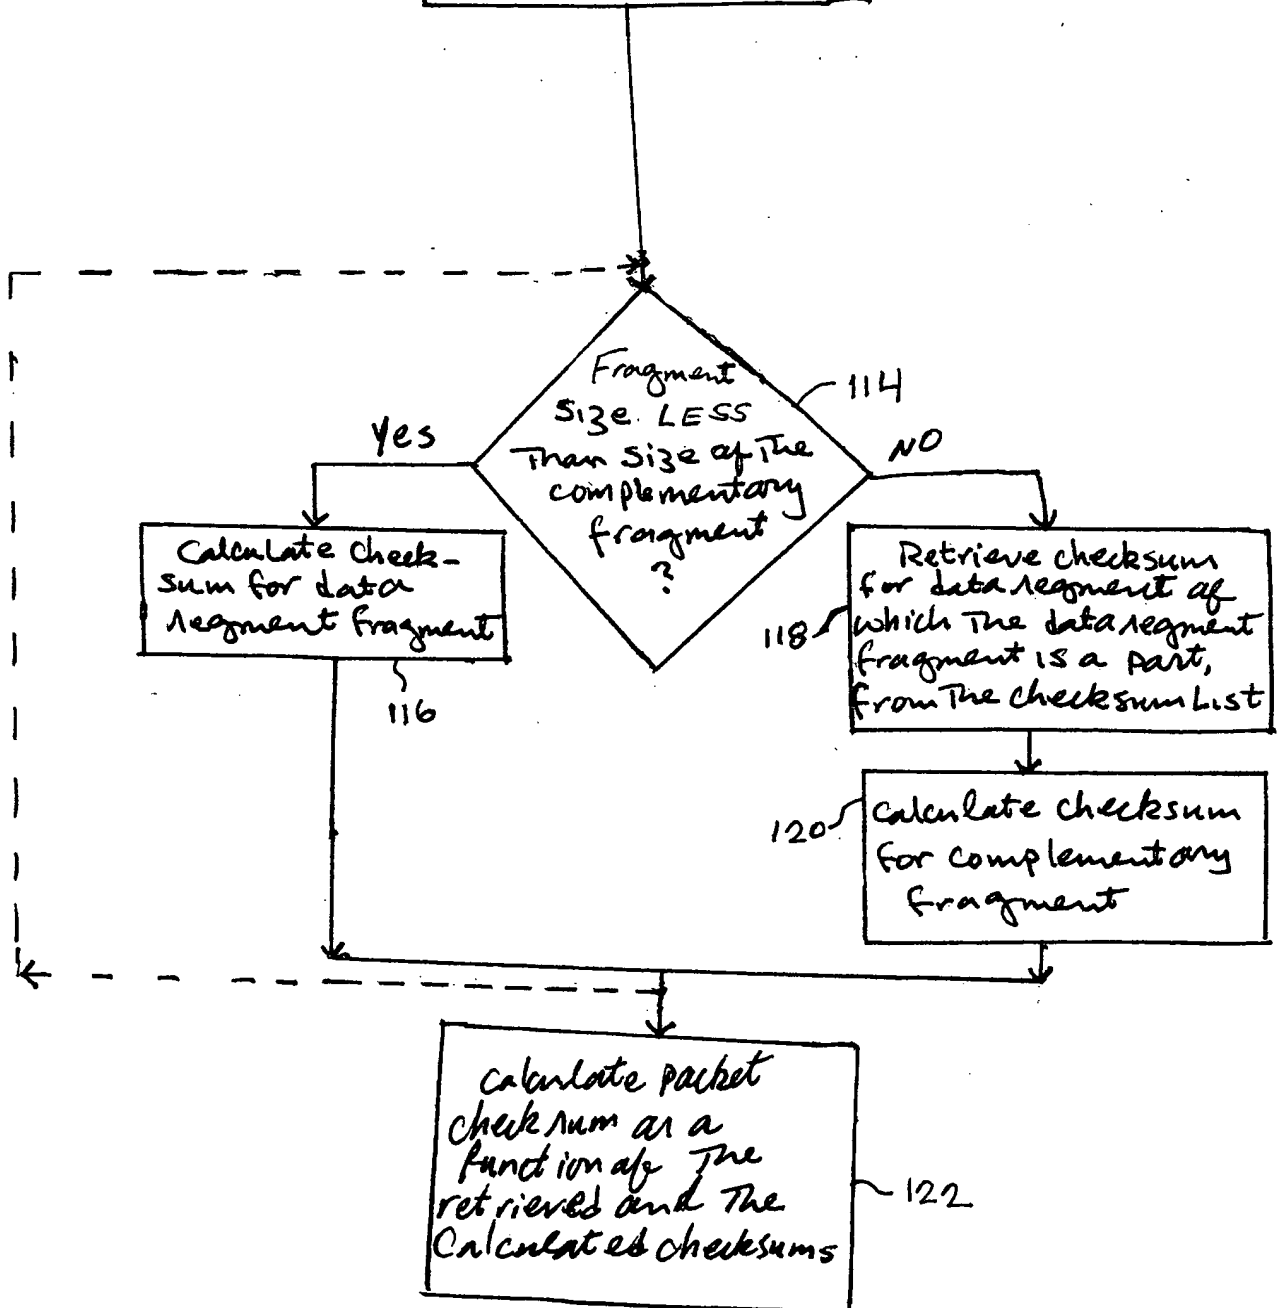 Fragment
Size LESS
Than Size of The
complementary
fragment
?
114
Yes
NO
Calculate Check-
sum for data
segment fragment
116
Retrieve checksum
for data segment of
which The data segment
fragment is a part,
from The checksum List
118
calculate checksum
for complementary
fragment
120
calculate packet
checksum as a
function of The
retrieved and The
Calculated checksums
122